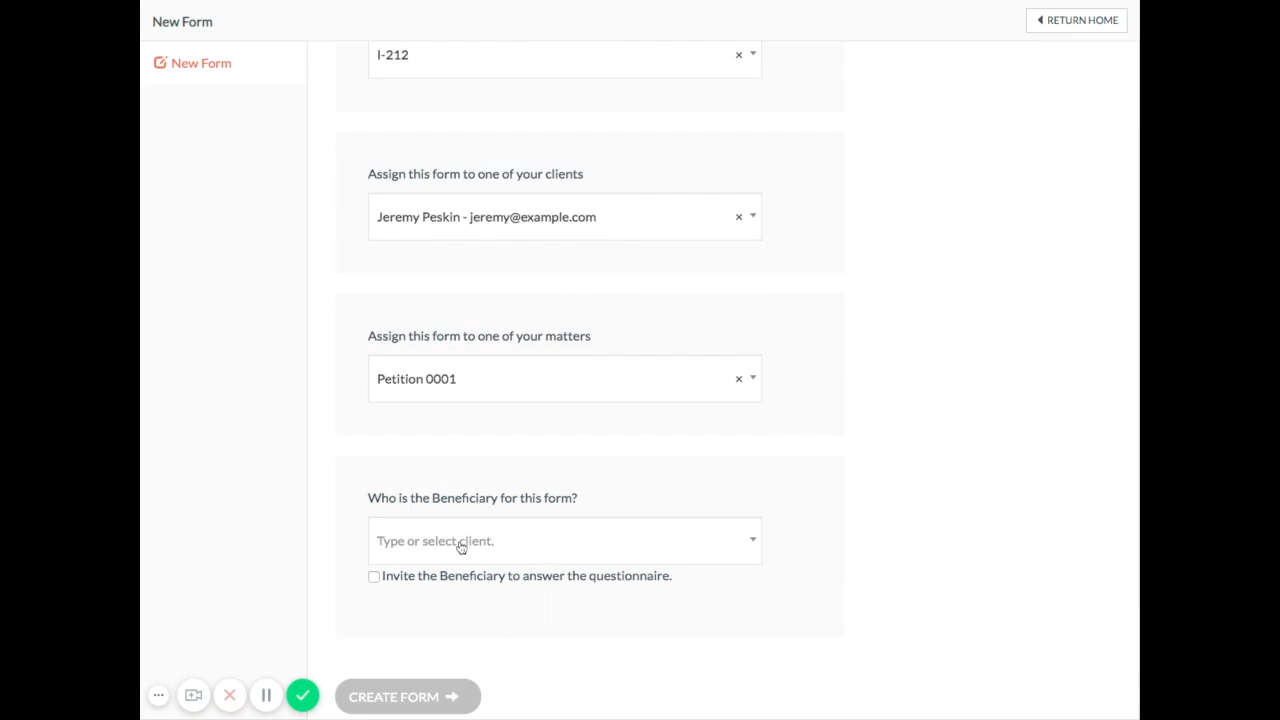 New Form
RETURN HOME
New Form
I-212
Assign this form to one of your clients
Jeremy Peskin - jeremy@example.com
Assign this form to one of your matters
Petition 0001
Who is the Beneficiary for this form?
Type or select client.
Invite the Beneficiary to answer the questionnaire.
CREATE FORM